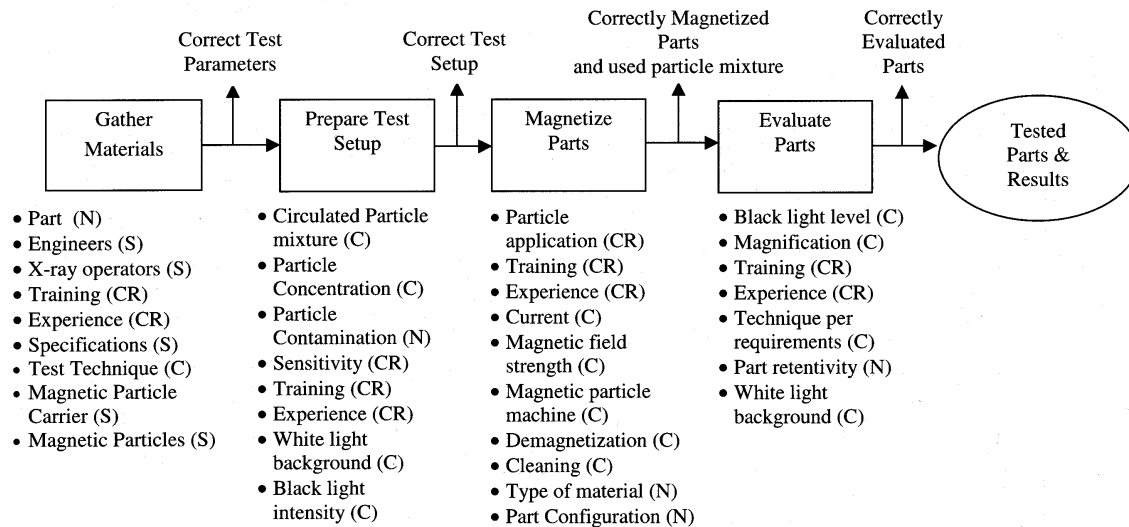 Correct Test
Parameters
Correct Test
Setup
Correctly Magnetized
Parts
and used particle mixture
Correctly
Evaluated
Parts
Gather
Materials
Prepare Test
Setup
Magnetize
Parts
Evaluate
Parts
Tested
Parts &
Results
• Part (N)
• Engineers (S)
• X-ray operators (S)
• Training (CR)
• Experience (CR)
• Specifications (S)
• Test Technique (C)
• Magnetic Particle
Carrier (S)
• Magnetic Particles (S)
• Circulated Particle
mixture (C)
• Particle
Concentration (C)
• Particle
Contamination (N)
• Sensitivity (CR)
• Training (CR)
• Experience (CR)
• White light
background (C)
• Black light
intensity (C)
• Particle
application (CR)
• Training (CR)
• Experience (CR)
• Current (C)
• Magnetic field
strength (C)
• Magnetic particle
machine (C)
• Demagnetization (C)
• Cleaning (C)
• Type of material (N)
• Part Configuration (N)
• Black light level (C)
• Magnification (C)
• Training (CR)
• Experience (CR)
• Technique per
requirements (C)
• Part retentivity (N)
• White light
background (C)